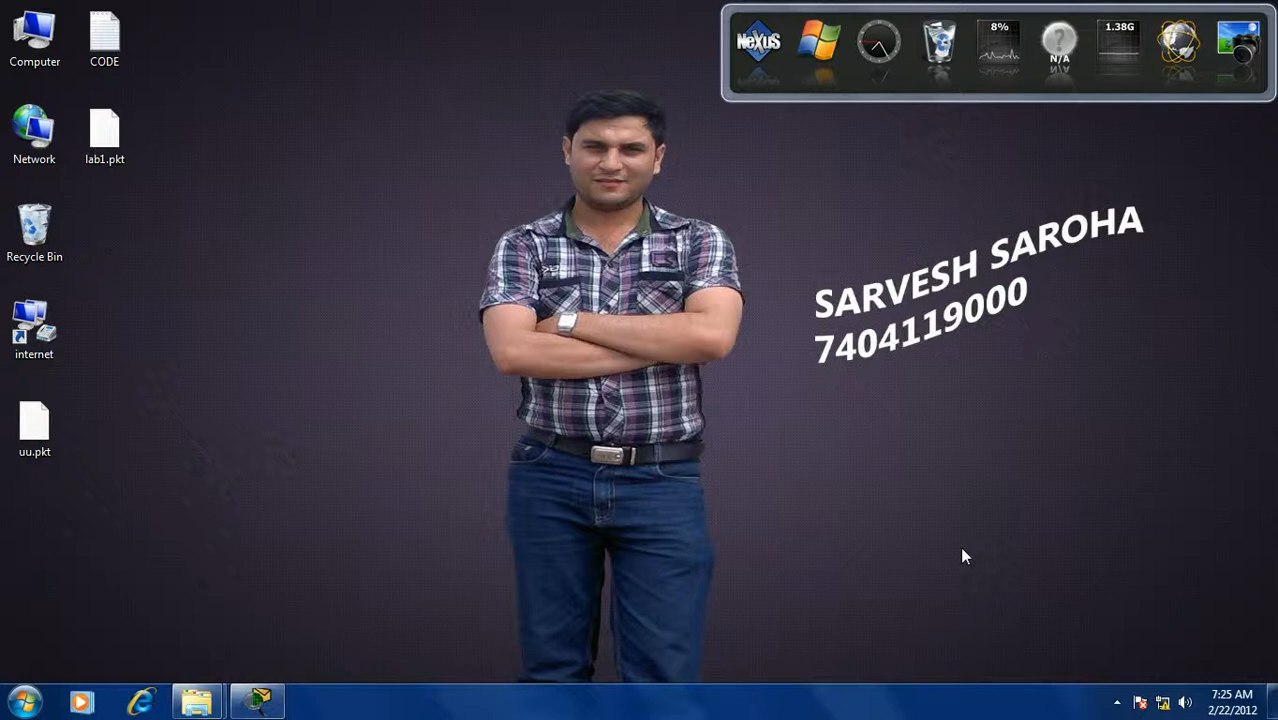 Computer
CODE
Network
lab1.pkt
Recycle Bin
internet
uu.pkt
NeXuS
8%
?
N/A
1.38G
SARVESH SAROHA
7404119000
7:25 AM
2/22/2012